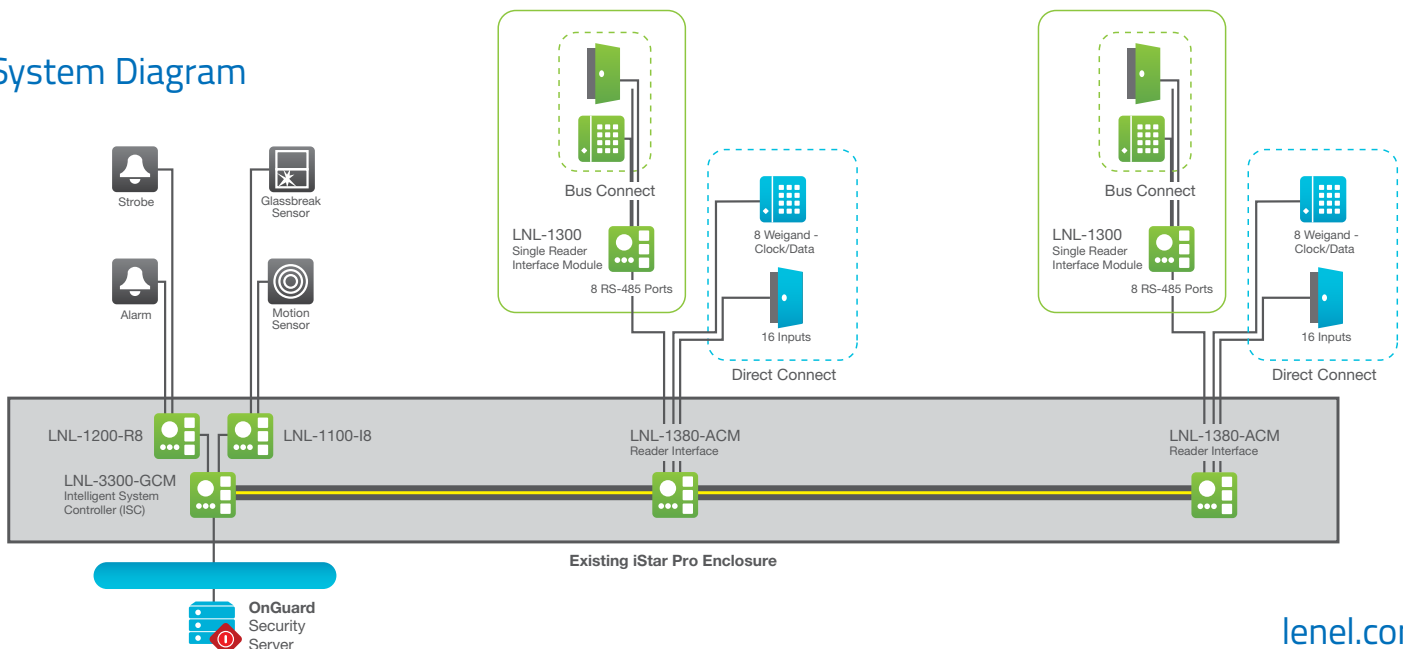 System Diagram
Strobe
Glassbreak
Sensor
Alarm
Motion
Sensor
Bus Connect
LNL-1300
Single Reader
Interface Module
8 RS-485 Ports
8 Weigand -
Clock/Data
16 Inputs
Direct Connect
Bus Connect
LNL-1300
Single Reader
Interface Module
8 RS-485 Ports
8 Weigand -
Clock/Data
16 Inputs
Direct Connect
LNL-1200-R8
LNL-1100-I8
LNL-3300-GCM
Intelligent System
Controller (ISC)
LNL-1380-ACM
Reader Interface
LNL-1380-ACM
Reader Interface
Existing iStar Pro Enclosure
OnGuard
Security
Server
lenel.com